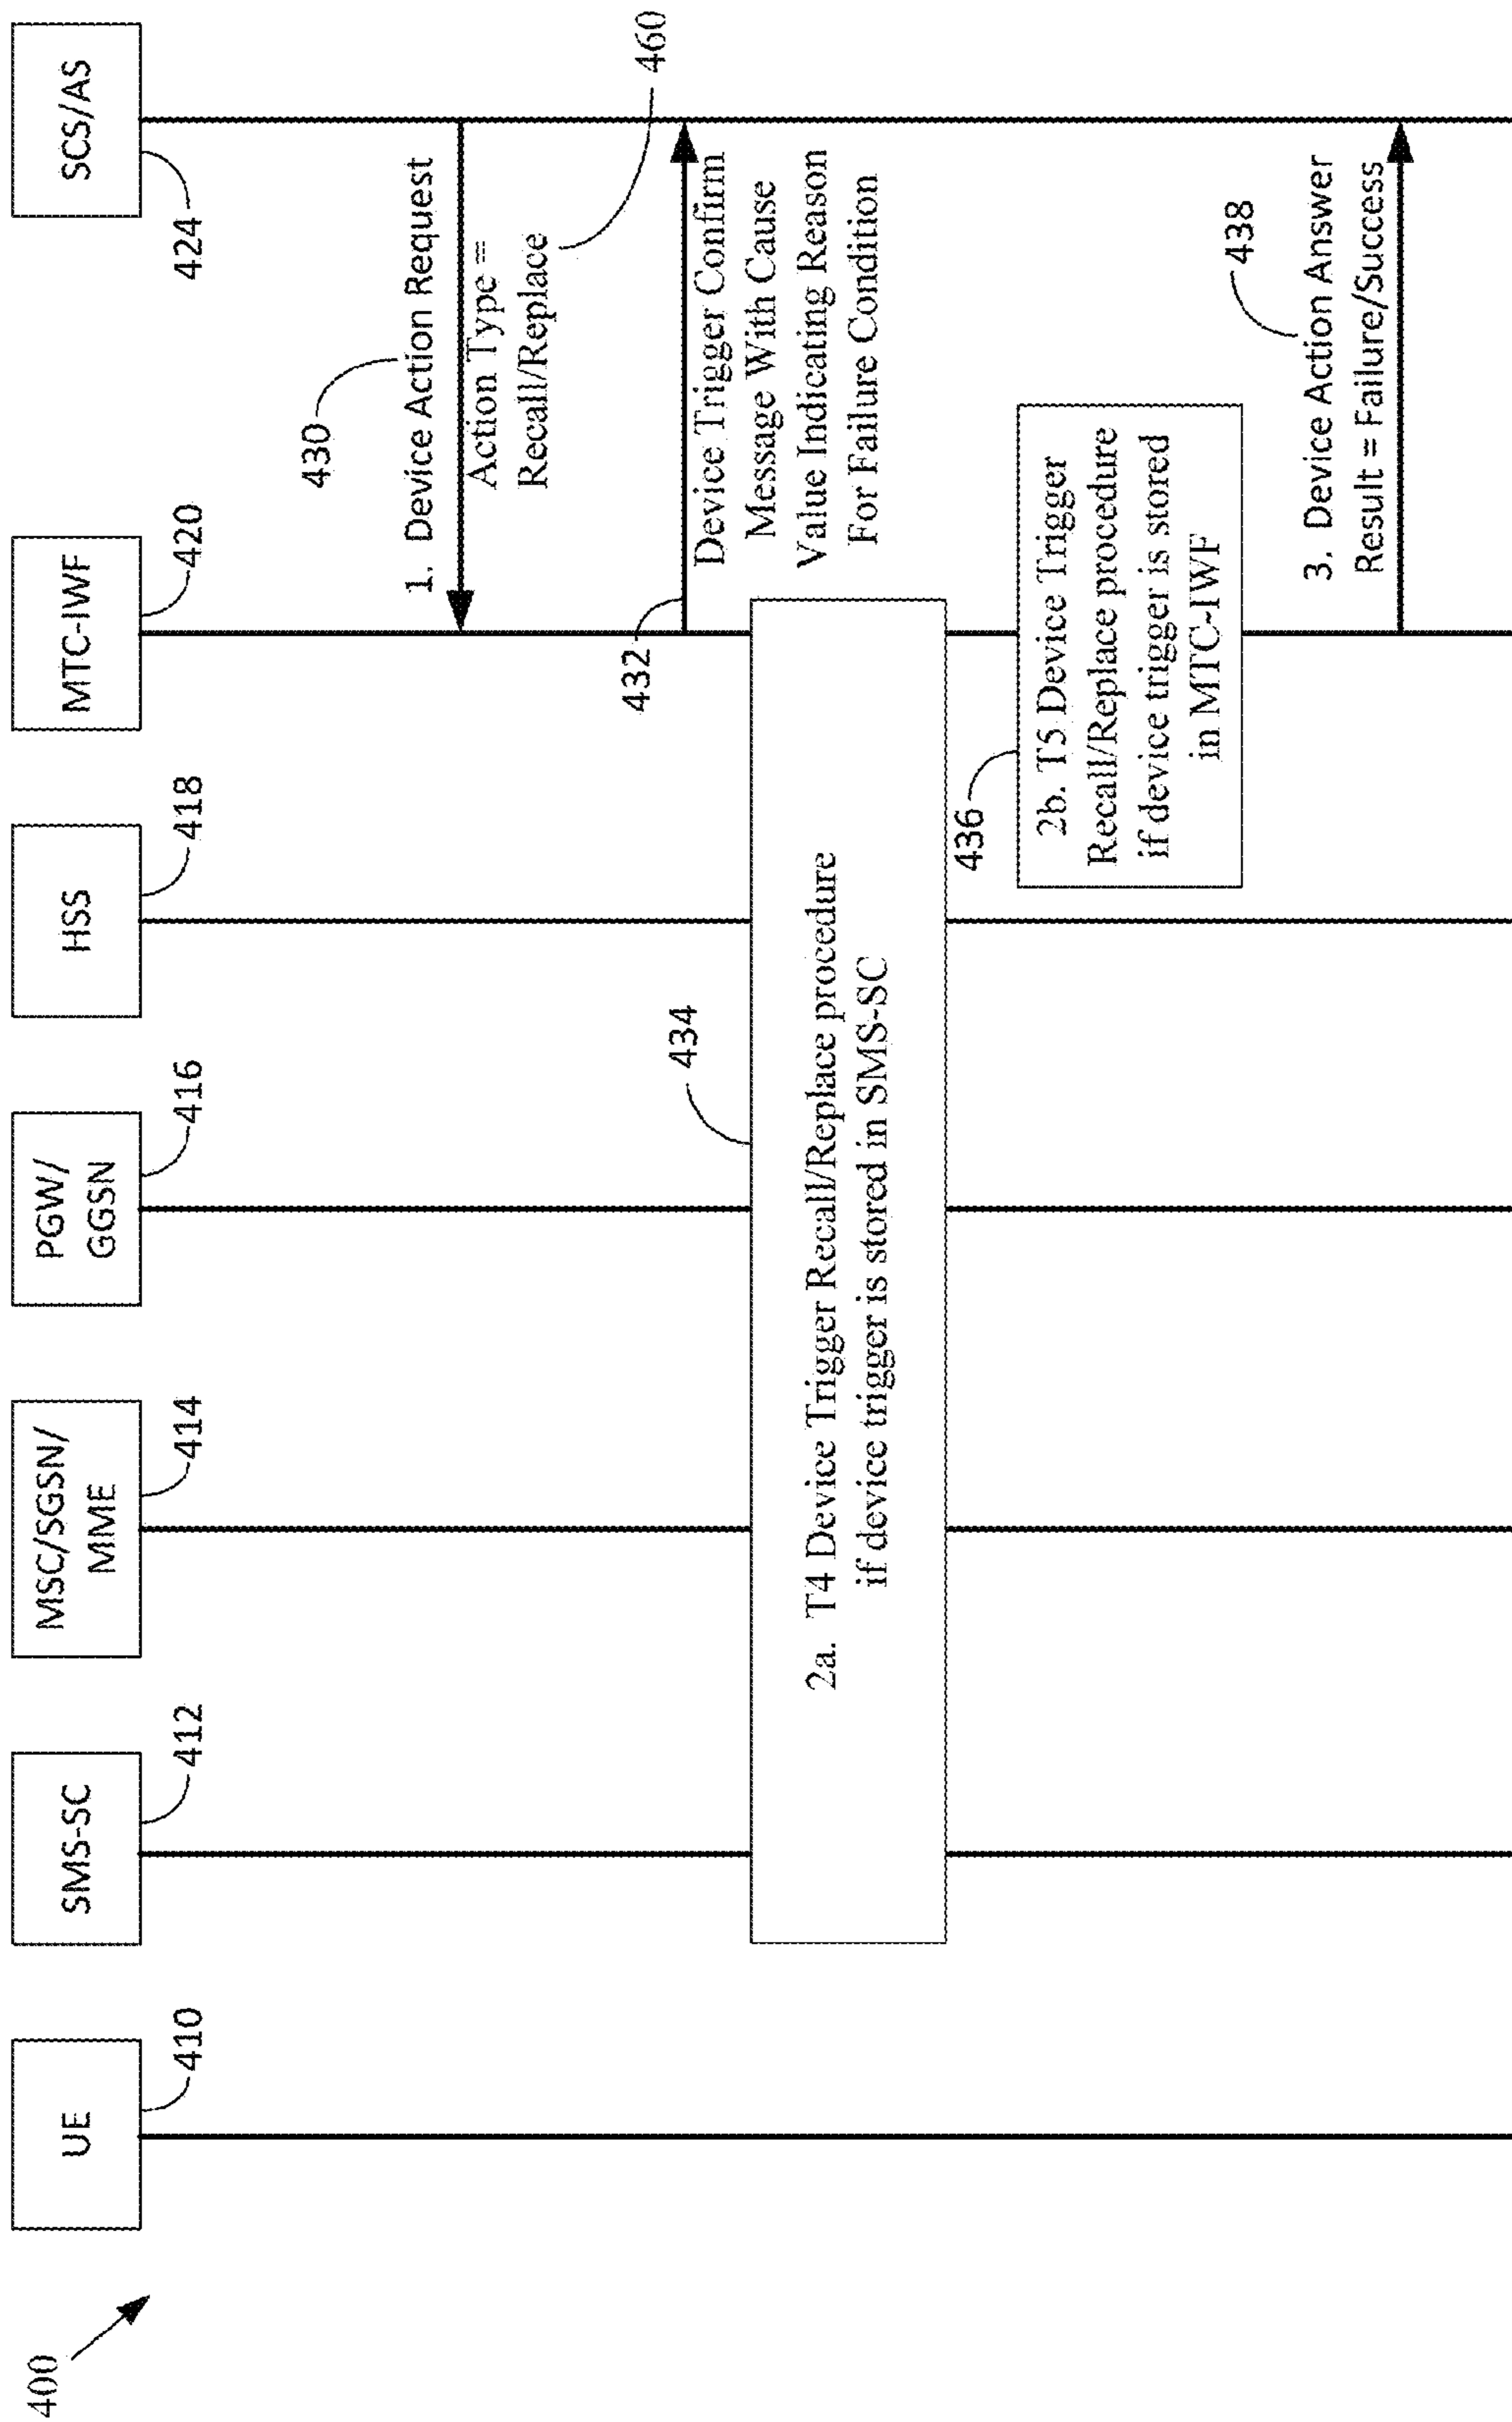 400
UE
410
SMS-SC
412
MSC/SGSN/
MME
414
PGW/
GGSN
416
HSS
418
MTC-IWF
420
SCS/AS
424
430
1. Device Action Request
Action Type =
Recall/Replace
460
432
Device Trigger Confirm
Message With Cause
Value Indicating Reason
For Failure Condition
434
2a. T4 Device Trigger Recall/Replace procedure
if device trigger is stored in SMS-SC
436
2b. T5 Device Trigger
Recall/Replace procedure
if device trigger is stored
in MTC-IWF
438
3. Device Action Answer
Result = Failure/Success